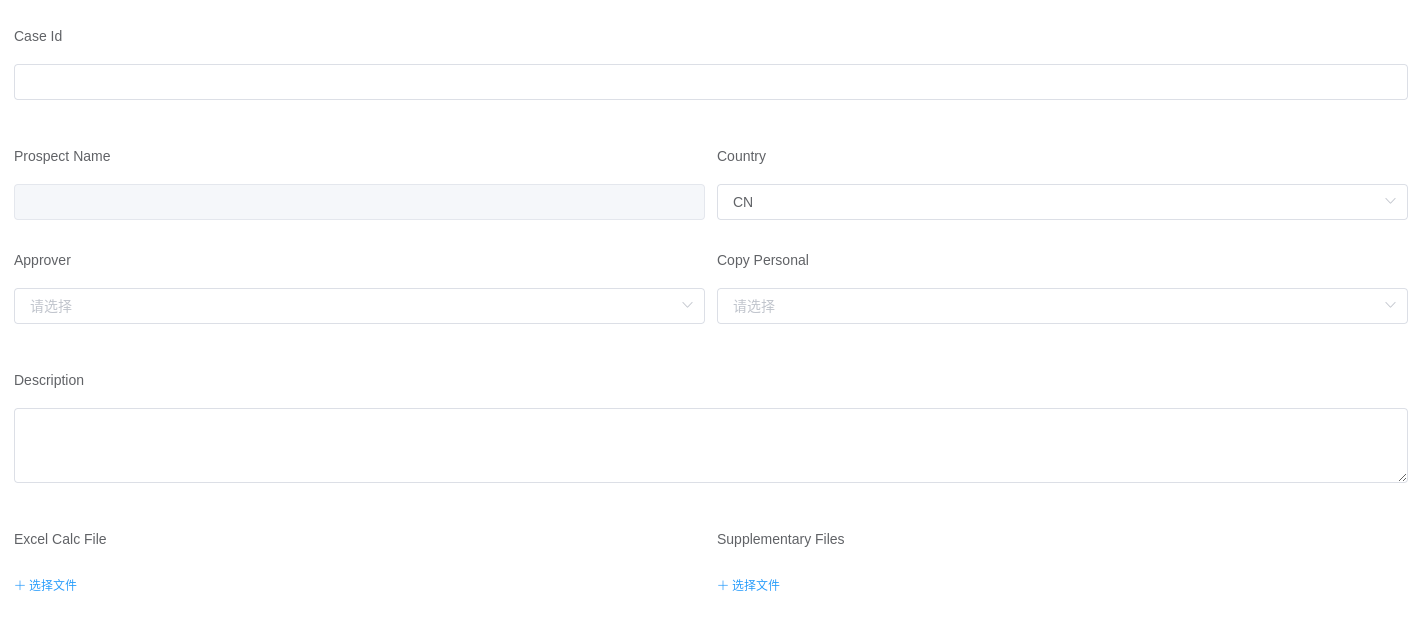 Case Id
Prospect Name
Country
CN
Approver
Copy Personal
请选择
请选择
Description
Excel Calc File
Supplementary Files
选择文件
选择文件